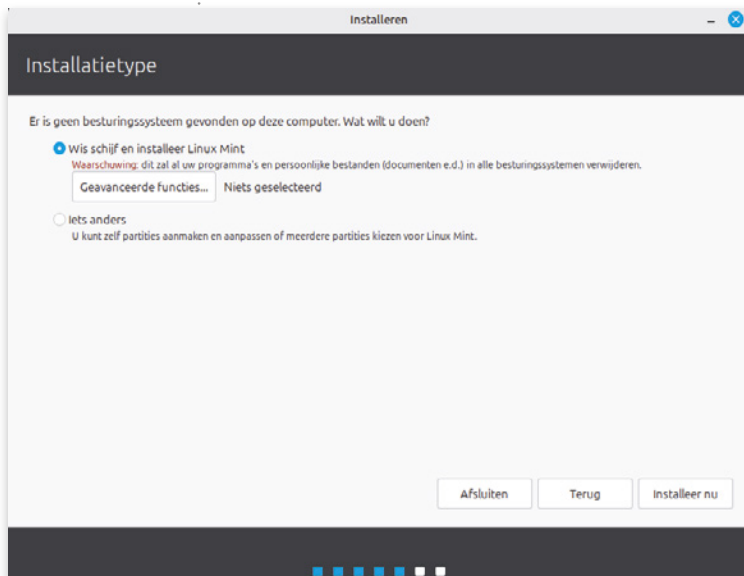 Installeren
Installatietype
Er is geen besturingssysteem gevonden op deze computer. Wat wilt u doen?
Wis schijf en installeer Linux Mint
Waarschuwing: dit zal al uw programma's en persoonlijke bestanden (documenten e.d.) in alle besturingssystemen verwijderen.
Geavanceerde functies... Niets geselecteerd
Iets anders
U kunt zelf partities aanmaken en aanpassen of meerdere partities kiezen voor Linux Mint.
Afsluiten Terug Installeer nu